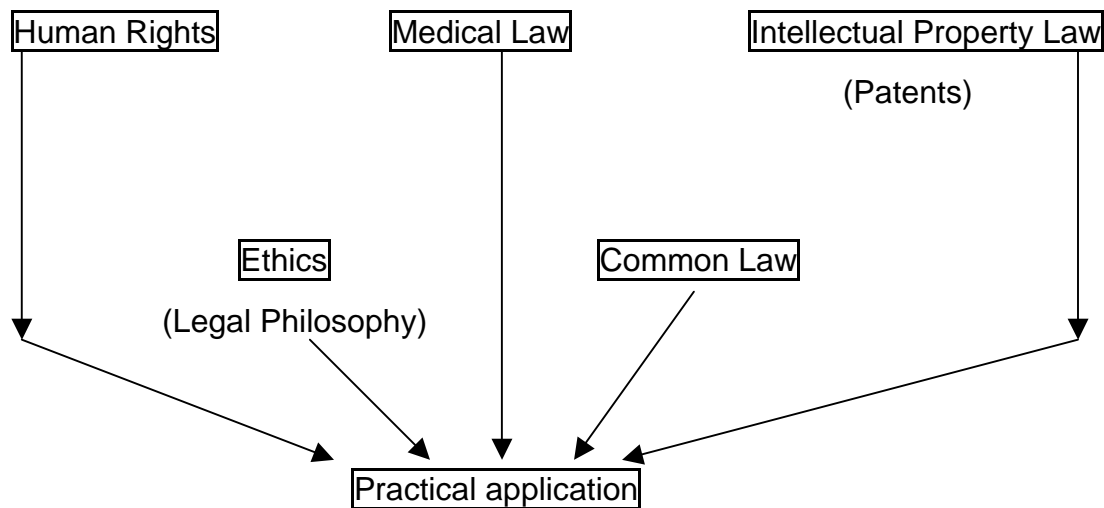 Human Rights
Medical Law
Intellectual Property Law
(Patents)
Ethics
(Legal Philosophy)
Common Law
Practical application